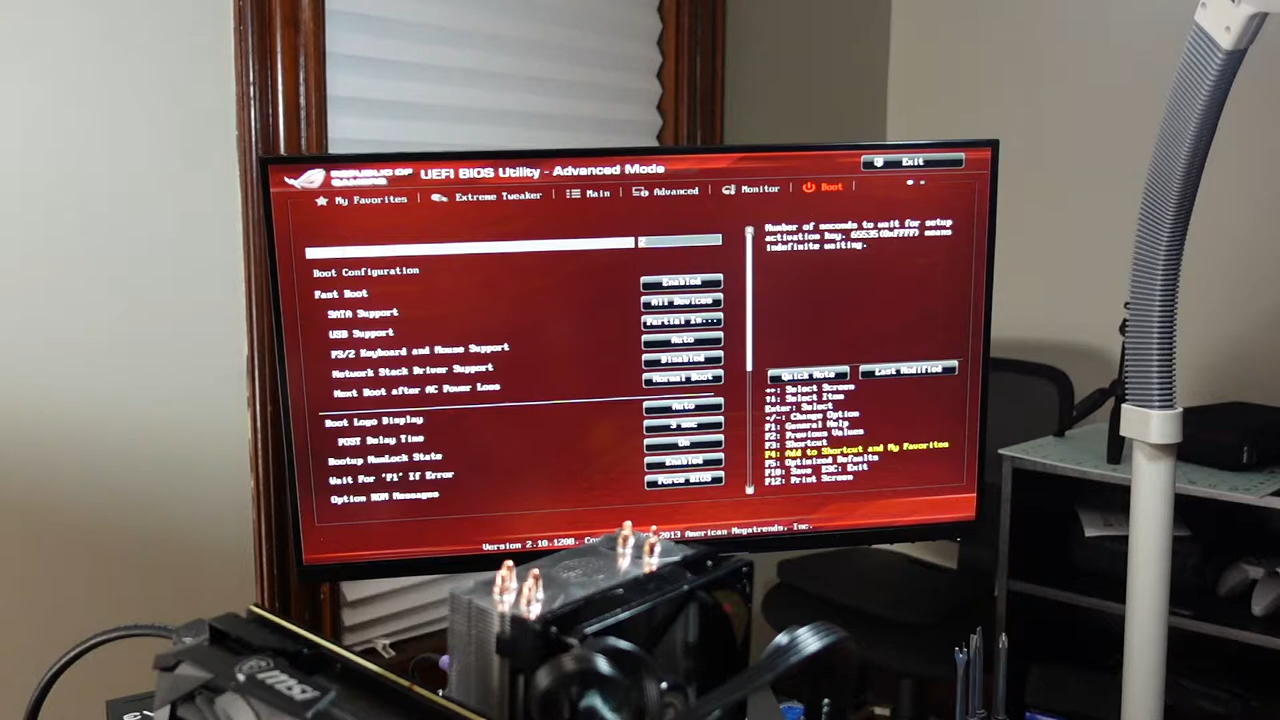 REPUBLIC OF GAMING UEFI BIOS Utility - Advanced Mode
Exit
My Favorites Extreme Tweaker Main Advanced Monitor Boot
2
Boot Configuration
Fast Boot Enabled
SATA Support All Devices
USB Support Partial In...
PS/2 Keyboard and Mouse Support Auto
Network Stack Driver Support Disabled
Next Boot after AC Power Loss Normal Boot
Boot Logo Display Auto
POST Delay Time 3 sec
Bootup NumLock State On
Wait For 'F1' If Error Enabled
Option ROM Messages Force BIOS
Number of seconds to wait for setup
activation key. 65535(0xFFFF) means
indefinite waiting.
Quick Note Last Modified
↔: Select Screen
↑↓: Select Item
Enter: Select
+/-: Change Option
F1: General Help
F2: Previous Values
F3: Shortcut
F4: Add to Shortcut and My Favorites
F5: Optimized Defaults
F10: Save ESC: Exit
F12: Print Screen
Version 2.10.1208. 2013 American Megatrends, Inc.
msi